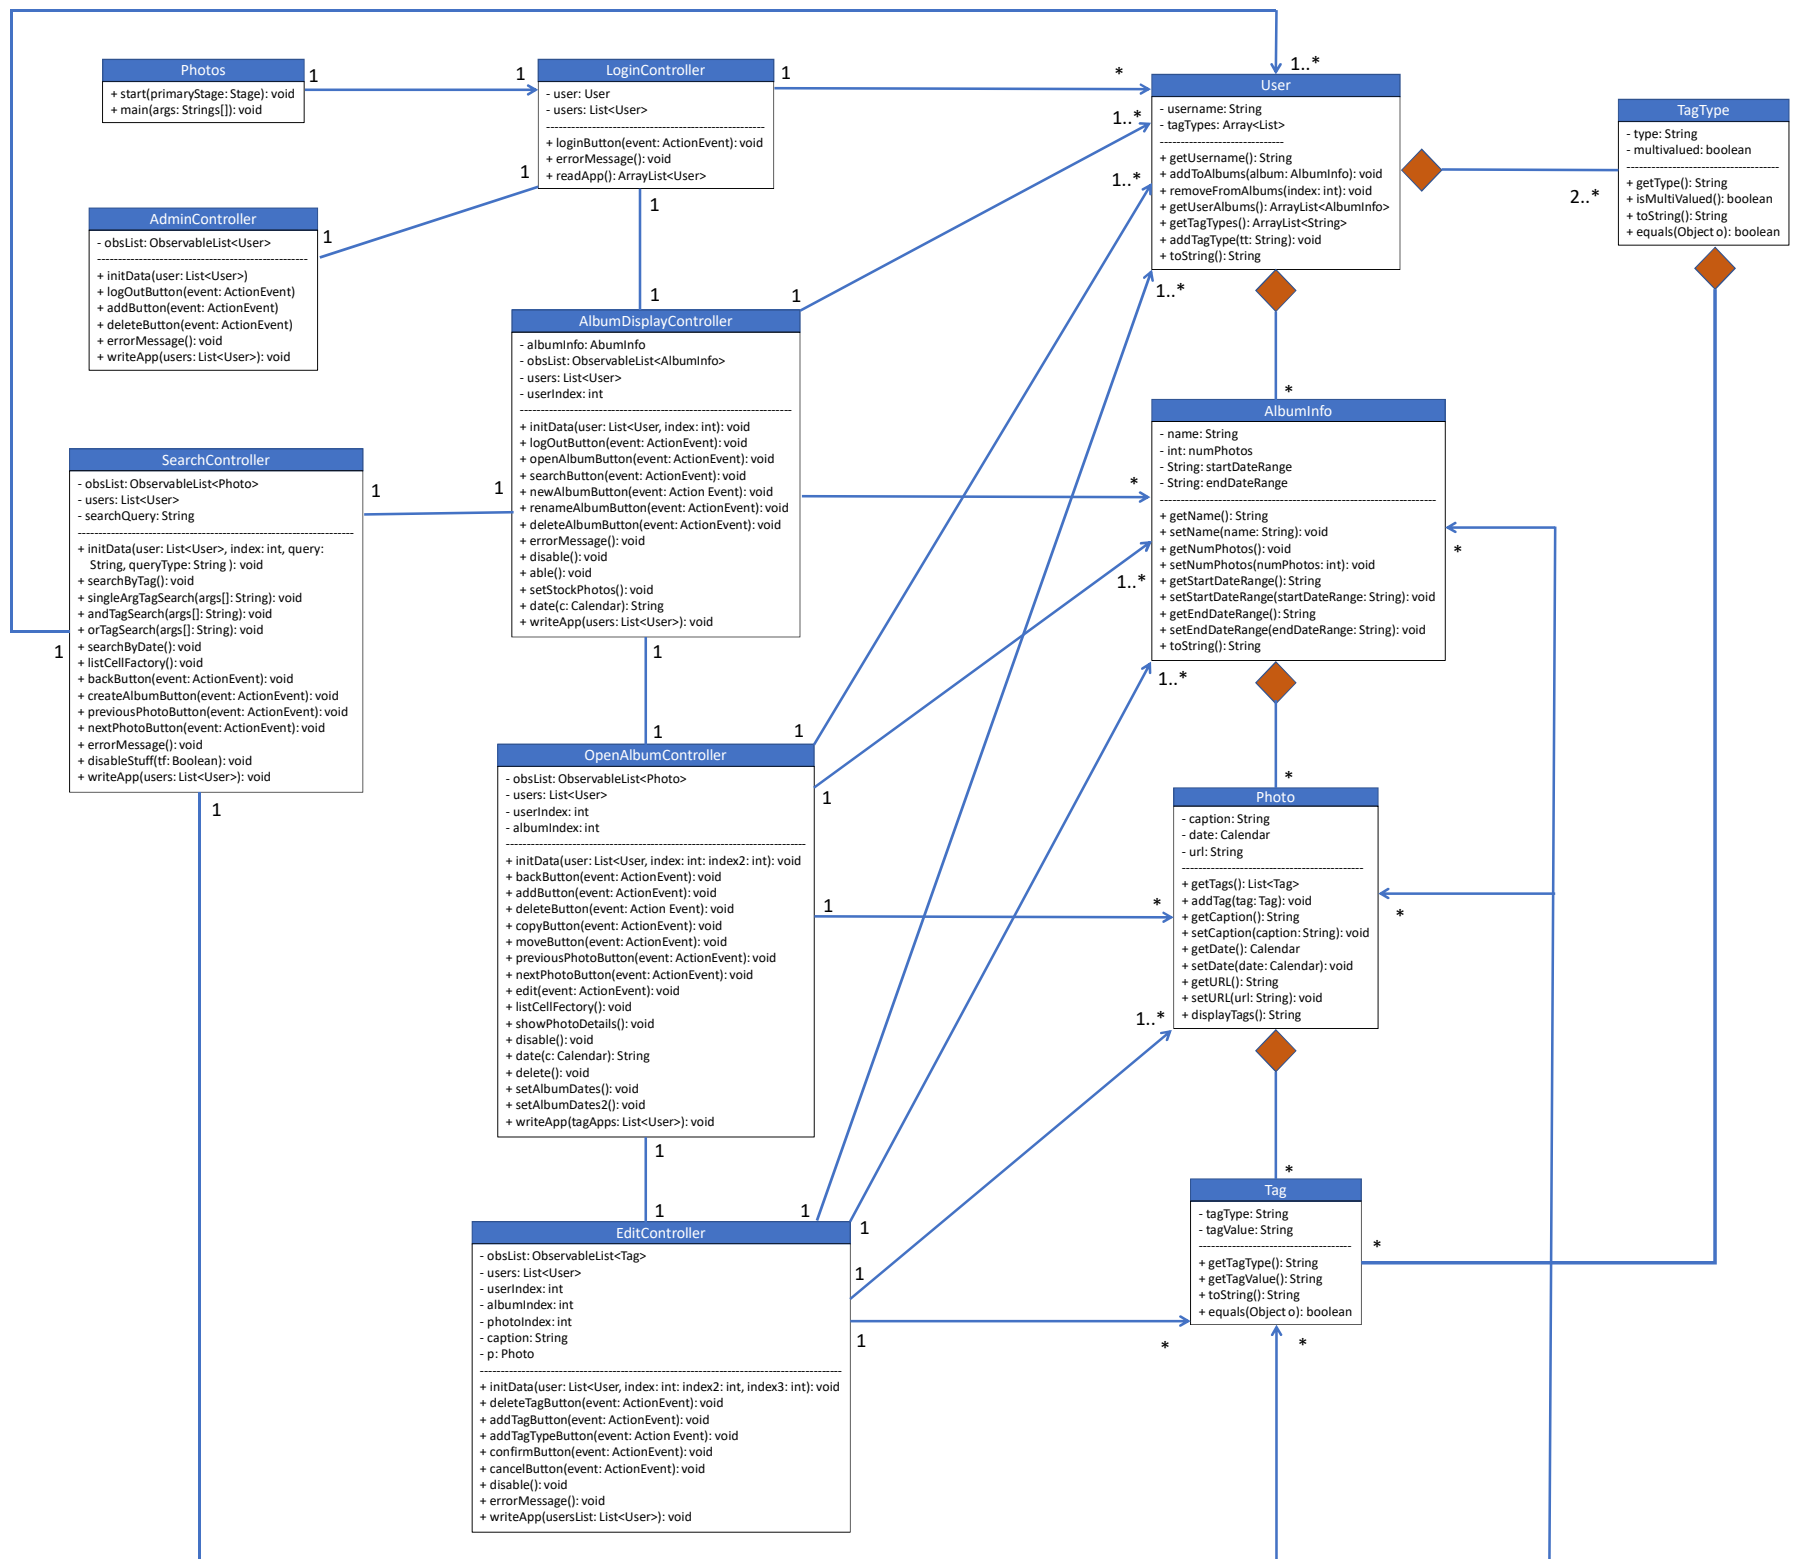 Photos
+ start(primaryStage: Stage): void
+ main(args: Strings[]): void
1
1
LoginController
- user: User
- users: List<User>
+ loginButton(event: ActionEvent): void
+ errorMessage(): void
+ readApp(): ArrayList<User>
1
*
1..*
User
- username: String
- tagTypes: Array<List>
+ getUsername(): String
+ addToAlbums(album: AlbumInfo): void
+ removeFromAlbums(index: int): void
+ getUserAlbums(): ArrayList<AlbumInfo>
+ getTagTypes(): ArrayList<String>
+ addTagType(tt: String): void
+ toString(): String
1..*
1..*
1..*
2..*
TagType
- type: String
- multivalued: boolean
+ getType(): String
+ isMultiValued(): boolean
+ toString(): String
+ equals(Object o): boolean
1
1
1
AdminController
- obsList: ObservableList<User>
+ initData(user: List<User>)
+ logOutButton(event: ActionEvent)
+ addButton(event: ActionEvent)
+ deleteButton(event: ActionEvent)
+ errorMessage(): void
+ writeApp(users: List<User>): void
1
1
AlbumDisplayController
- albumInfo: AbumInfo
- obsList: ObservableList<AlbumInfo>
- users: List<User>
- userIndex: int
+ initData(user: List<User, index: int): void
+ logOutButton(event: ActionEvent): void
+ openAlbumButton(event: ActionEvent): void
+ searchButton(event: ActionEvent): void
+ newAlbumButton(event: Action Event): void
+ renameAlbumButton(event: ActionEvent): void
+ deleteAlbumButton(event: ActionEvent): void
+ errorMessage(): void
+ disable(): void
+ able(): void
+ setStockPhotos(): void
+ date(c: Calendar): String
+ writeApp(users: List<User>): void
*
AlbumInfo
- name: String
- int: numPhotos
- String: startDateRange
- String: endDateRange
+ getName(): String
+ setName(name: String): void
+ getNumPhotos(): void
+ setNumPhotos(numPhotos: int): void
+ getStartDateRange(): String
+ setStartDateRange(startDateRange: String): void
+ getEndDateRange(): String
+ setEndDateRange(endDateRange: String): void
+ toString(): String
*
*
1..*
1..*
SearchController
- obsList: ObservableList<Photo>
- users: List<User>
- searchQuery: String
+ initData(user: List<User>, index: int, query:
String, queryType: String ): void
+ searchByTag(): void
+ singleArgTagSearch(args[]: String): void
+ andTagSearch(args[]: String): void
+ orTagSearch(args[]: String): void
+ searchByDate(): void
+ listCellFactory(): void
+ backButton(event: ActionEvent): void
+ createAlbumButton(event: ActionEvent): void
+ previousPhotoButton(event: ActionEvent): void
+ nextPhotoButton(event: ActionEvent): void
+ errorMessage(): void
+ disableStuff(tf: Boolean): void
+ writeApp(users: List<User>): void
1
1
1
1
1
1
1
1
OpenAlbumController
- obsList: ObservableList<Photo>
- users: List<User>
- userIndex: int
- albumIndex: int
+ initData(user: List<User, index: int: index2: int): void
+ backButton(event: ActionEvent): void
+ addButton(event: ActionEvent): void
+ deleteButton(event: Action Event): void
+ copyButton(event: ActionEvent): void
+ moveButton(event: ActionEvent): void
+ previousPhotoButton(event: ActionEvent): void
+ nextPhotoButton(event: ActionEvent): void
+ edit(event: ActionEvent): void
+ listCellFectory(): void
+ showPhotoDetails(): void
+ disable(): void
+ date(c: Calendar): String
+ delete(): void
+ setAlbumDates(): void
+ setAlbumDates2(): void
+ writeApp(tagApps: List<User>): void
*
Photo
- caption: String
- date: Calendar
- url: String
+ getTags(): List<Tag>
+ addTag(tag: Tag): void
+ getCaption(): String
+ setCaption(caption: String): void
+ getDate(): Calendar
+ setDate(date: Calendar): void
+ getURL(): String
+ setURL(url: String): void
+ displayTags(): String
1
*
*
1..*
1
1
1
1
1
1
EditController
- obsList: ObservableList<Tag>
- users: List<User>
- userIndex: int
- albumIndex: int
- photoIndex: int
- caption: String
- p: Photo
+ initData(user: List<User, index: int: index2: int, index3: int): void
+ deleteTagButton(event: ActionEvent): void
+ addTagButton(event: ActionEvent): void
+ addTagTypeButton(event: Action Event): void
+ confirmButton(event: ActionEvent): void
+ cancelButton(event: ActionEvent): void
+ disable(): void
+ errorMessage(): void
+ writeApp(usersList: List<User>): void
*
Tag
- tagType: String
- tagValue: String
+ getTagType(): String
+ getTagValue(): String
+ toString(): String
+ equals(Object o): boolean
*
*
*